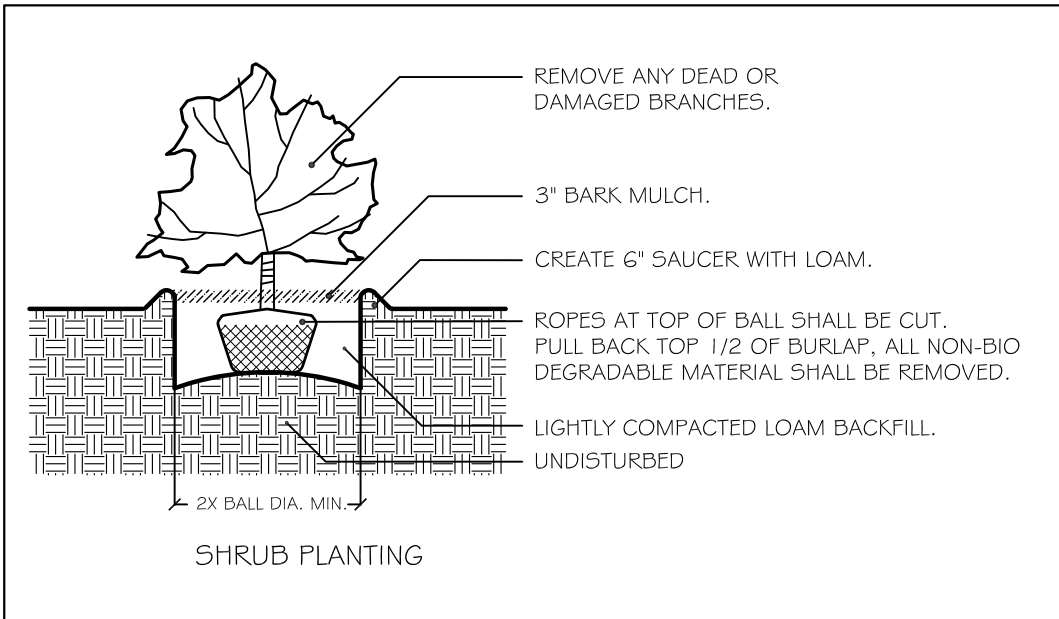 REMOVE ANY DEAD OR
DAMAGED BRANCHES.
3" BARK MULCH.
CREATE 6" SAUCER WITH LOAM.
ROPES AT TOP OF BALL SHALL BE CUT.
PULL BACK TOP 1/2 OF BURLAP, ALL NON-BIO
DEGRADABLE MATERIAL SHALL BE REMOVED.
LIGHTLY COMPACTED LOAM BACKFILL.
UNDISTURBED
2X BALL DIA. MIN.
SHRUB PLANTING